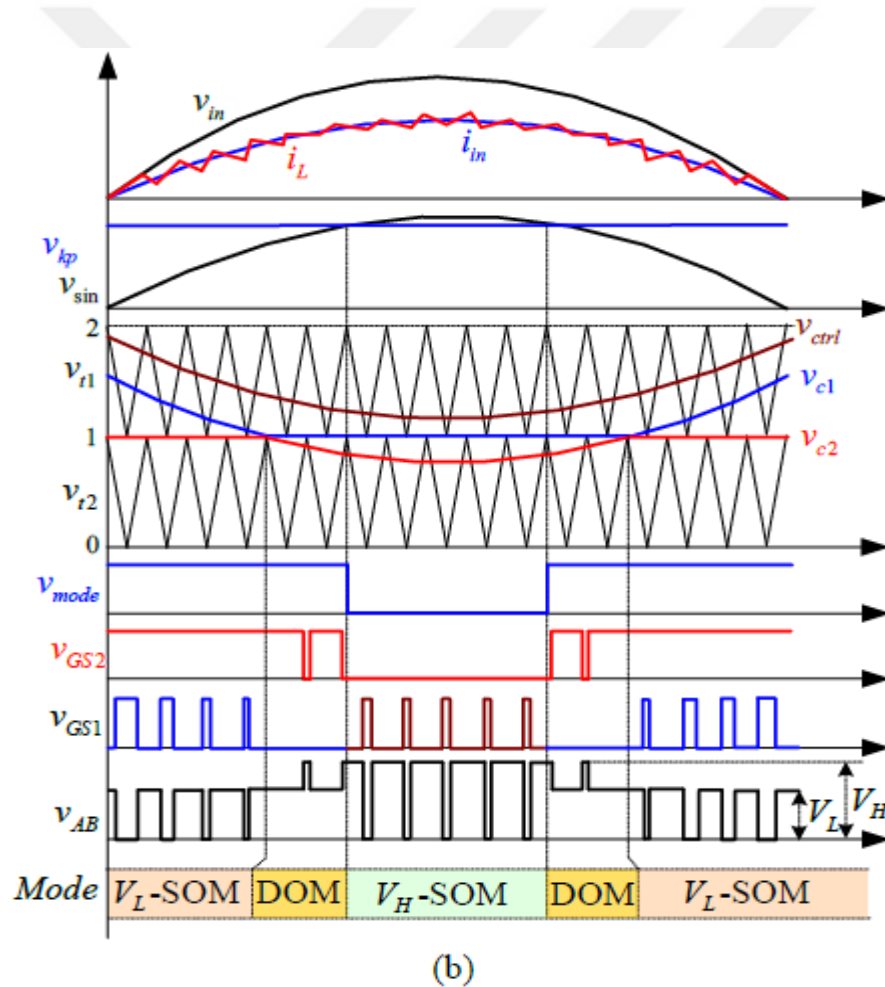 v_in
i_L
i_in
v_kp
v_sin
2
v_t1
1
v_t2
0
v_ctrl
v_c1
v_c2
v_mode
v_GS2
v_GS1
v_AB
V_L
V_H
Mode
V_L-SOM
DOM
V_H-SOM
DOM
V_L-SOM
(b)